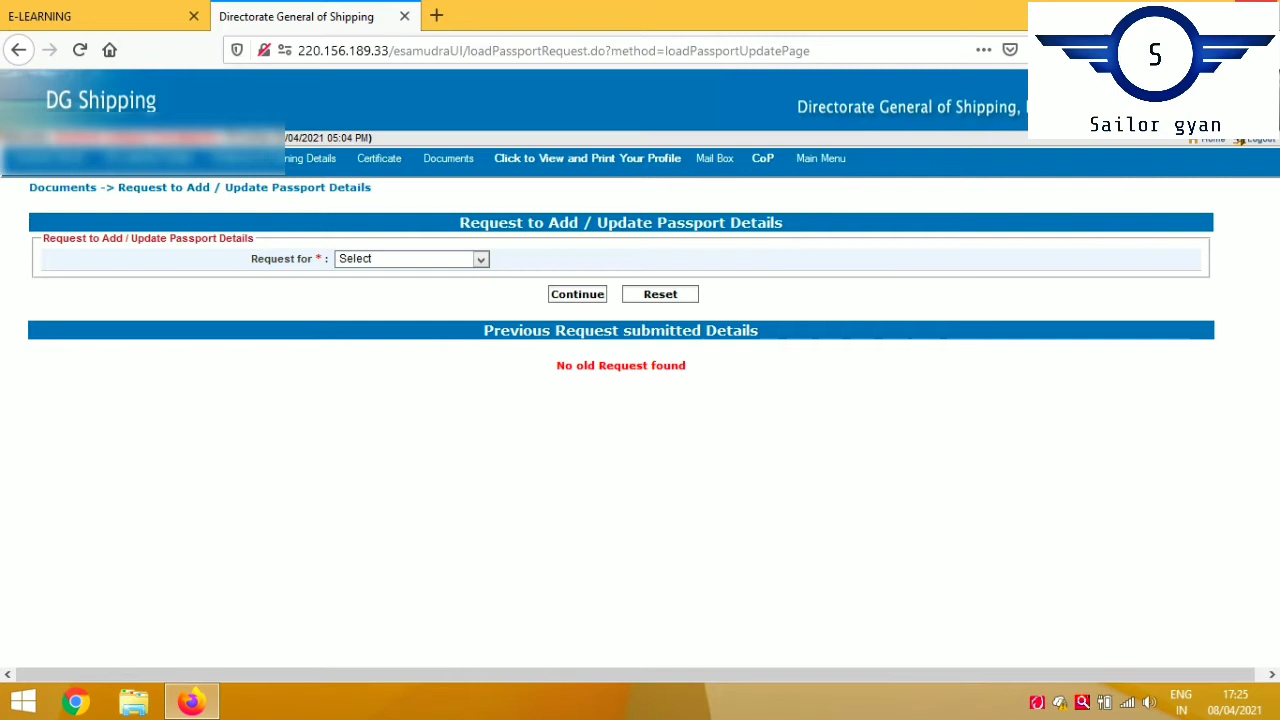 E-LEARNING
Directorate General of Shipping
220.156.189.33/esamudraUI/loadPassportRequest.do?method=loadPassportUpdatePage
S
Sailor gyan
DG Shipping
Directorate General of Shipping,
/04/2021 05:04 PM)
Home Logout
ning Details Certificate Documents Click to View and Print Your Profile Mail Box CoP Main Menu
Documents -> Request to Add / Update Passport Details
Request to Add / Update Passport Details
Request to Add / Update Passport Details
Request for * : Select
Continue Reset
Previous Request submitted Details
No old Request found
ENG 17:25
IN 08/04/2021